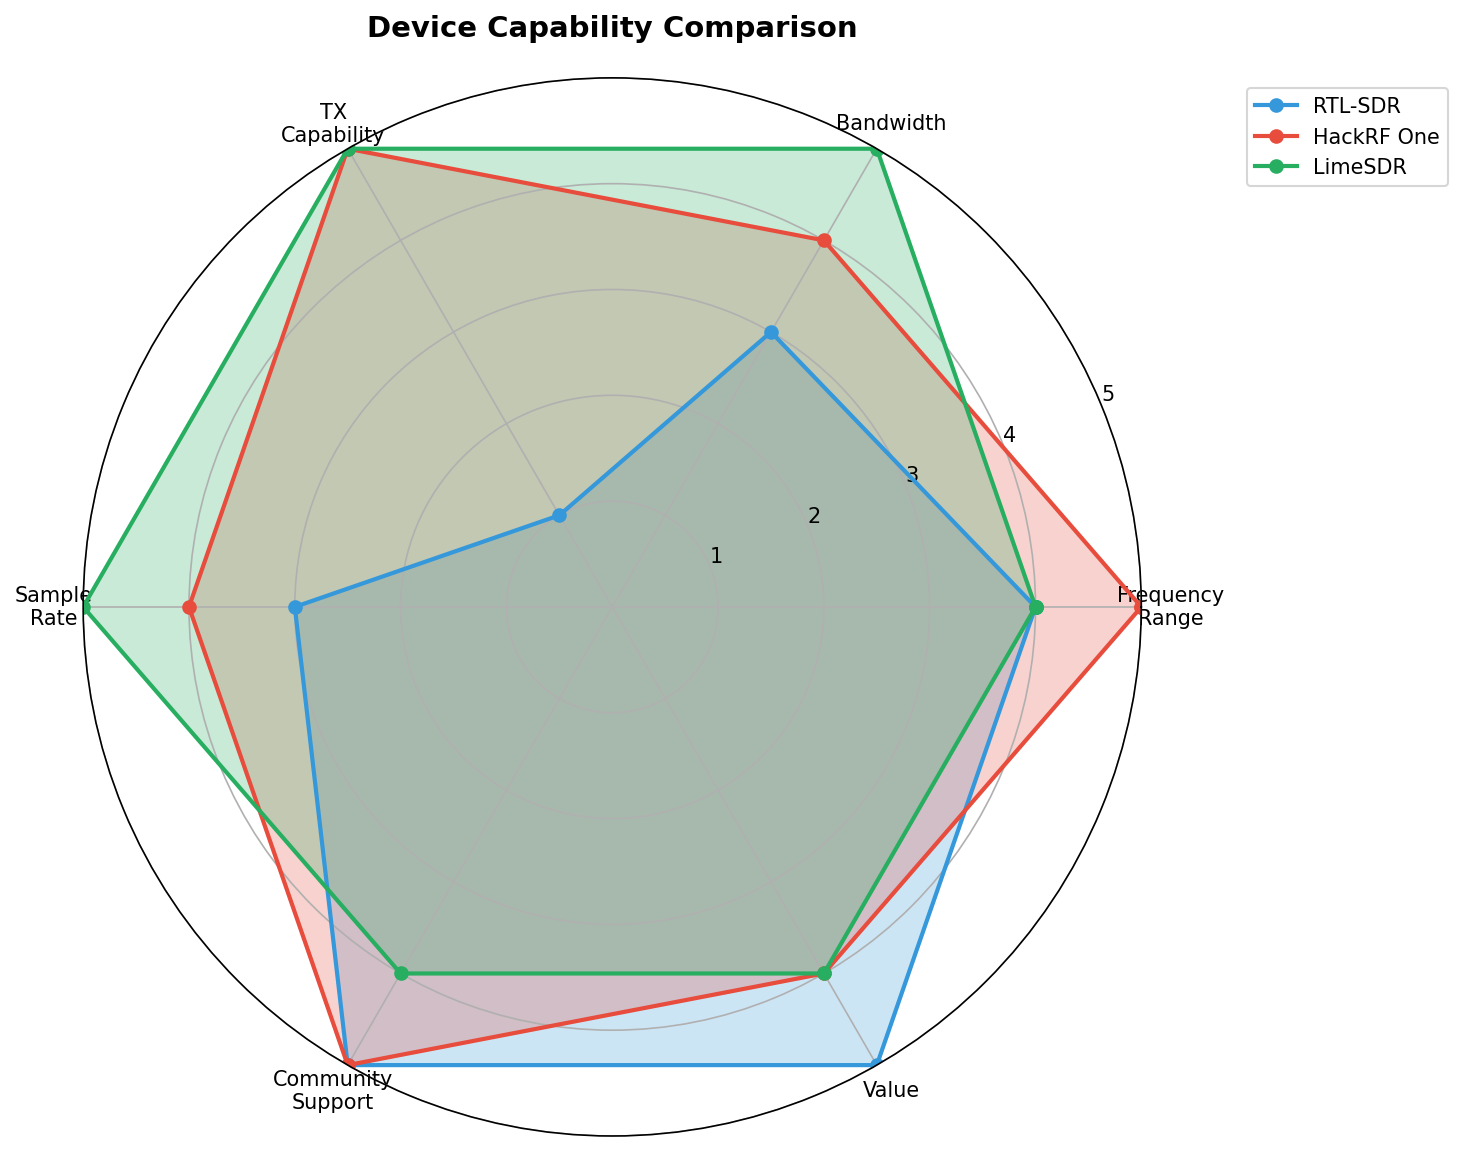 Device Capability Comparison
RTL-SDR
HackRF One
LimeSDR
TX
Capability
Bandwidth
5
4
3
2
1
Sample
Rate
Frequency
Range
Community
Support
Value